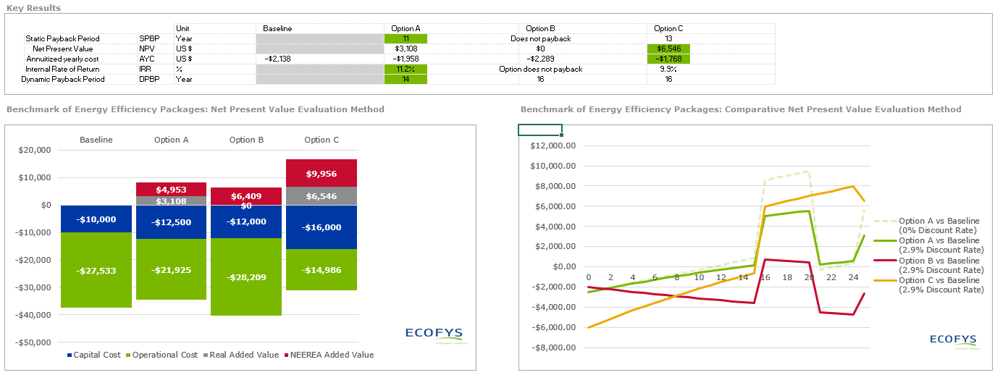 Key Results
Unit Baseline Option A Option B Option C
Static Payback Period SPBP Year 11 Does not payback 13
Net Present Value NPV US $ $3,108 $0 $6,546
Annuitized yearly cost AYC US $ -$2,138 -$1,958 -$2,289 -$1,768
Internal Rate of Return IRR % 11.2% Option does not payback 9.9%
Dynamic Payback Period DPBP Year 14 16 16
Benchmark of Energy Efficiency Packages: Net Present Value Evaluation Method
Baseline Option A Option B Option C
$20,000
$10,000
$0
-$10,000
-$20,000
-$30,000
-$40,000
-$50,000
-$10,000
-$27,533
$4,953
$3,108
-$12,500
-$21,925
$6,409
$0
-$12,000
-$28,209
$9,956
$6,546
-$16,000
-$14,986
Capital Cost Operational Cost Real Added Value NEEREA Added Value
ECOFYS
Benchmark of Energy Efficiency Packages: Comparative Net Present Value Evaluation Method
$12,000.00
$10,000.00
$8,000.00
$6,000.00
$4,000.00
$2,000.00
$0.00
-$2,000.00
-$4,000.00
-$6,000.00
-$8,000.00
0 2 4 6 8 10 12 14 16 18 20 22 24
Option A vs Baseline
(0% Discount Rate)
Option A vs Baseline
(2.9% Discount Rate)
Option B vs Baseline
(2.9% Discount Rate)
Option C vs Baseline
(2.9% Discount Rate)
ECOFYS